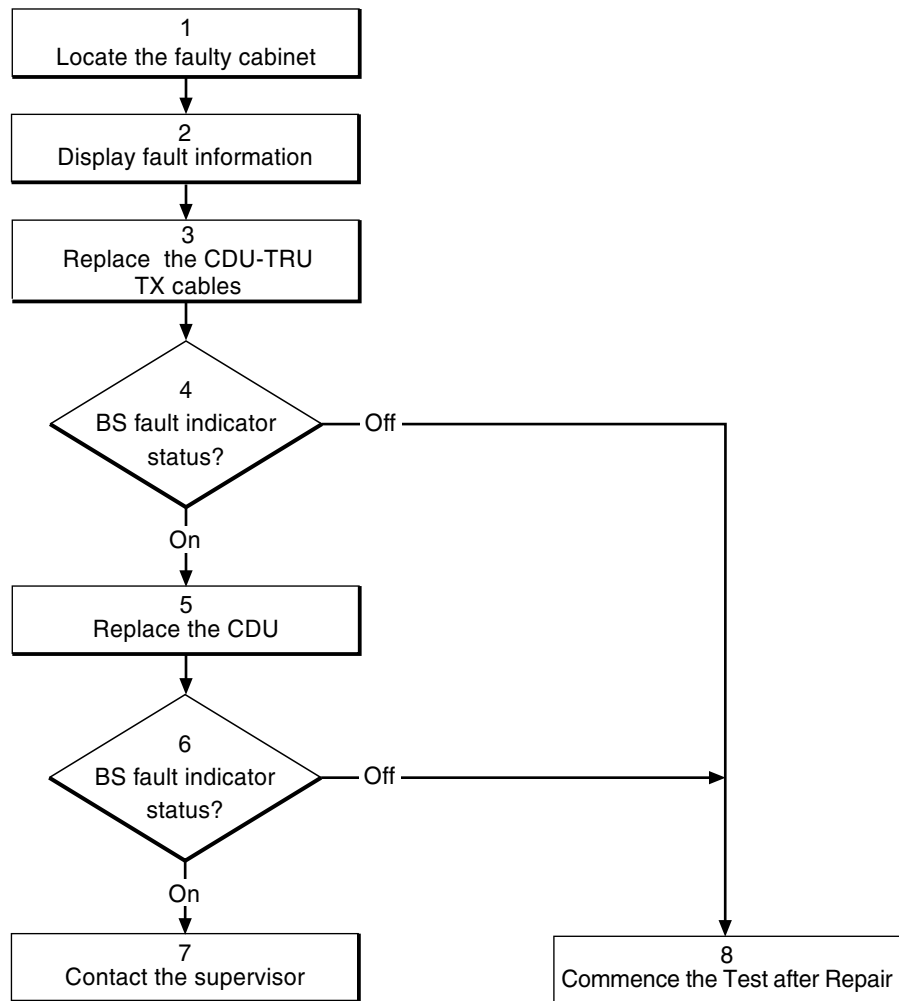 1
Locate the faulty cabinet
2
Display fault information
3
Replace the CDU-TRU
TX cables
4
BS fault indicator
status?
Off
On
5
Replace the CDU
6
BS fault indicator
status?
Off
On
7
Contact the supervisor
8
Commence the Test after Repair